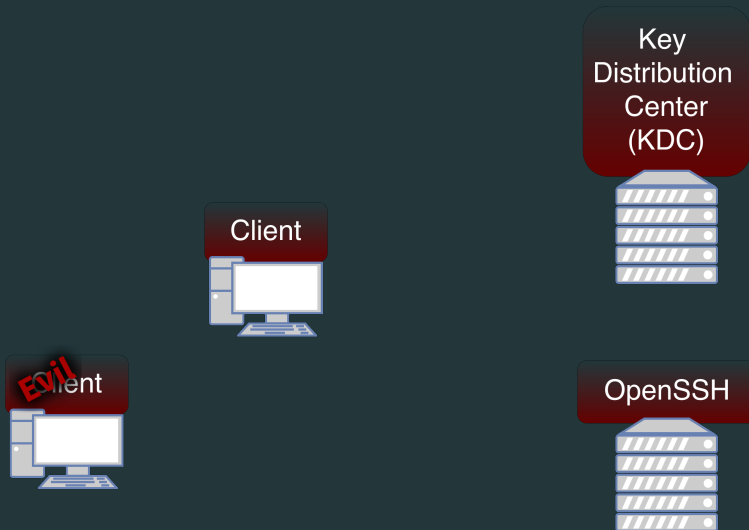 Key
Distribution
Center
(KDC)
Client
Evil
Client
OpenSSH